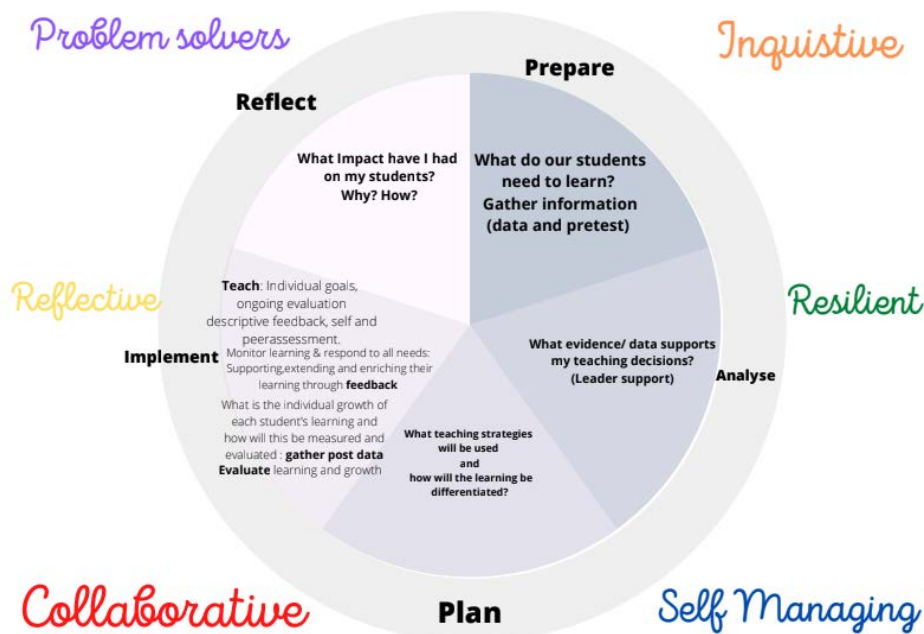 Problem solvers
Inquistive
Prepare
Reflect
What Impact have I had
on my students?
Why? How?
What do our students
need to learn?
Gather information
(data and pretest)
Reflective
Resilient
Teach: Individual goals,
ongoing evaluation
descriptive feedback, self and
peerassessment.
Implement
Monitor learning & respond to all needs:
Supporting,extending and enriching their
learning through feedback
What is the individual growth of
each student's learning and
how will this be measured and
evaluated : gather post data
Evaluate learning and growth
What evidence/ data supports
my teaching decisions?
(Leader support)
Analyse
What teaching strategies
will be used
and
how will the learning be
differentiated?
Collaborative
Plan
Self Managing